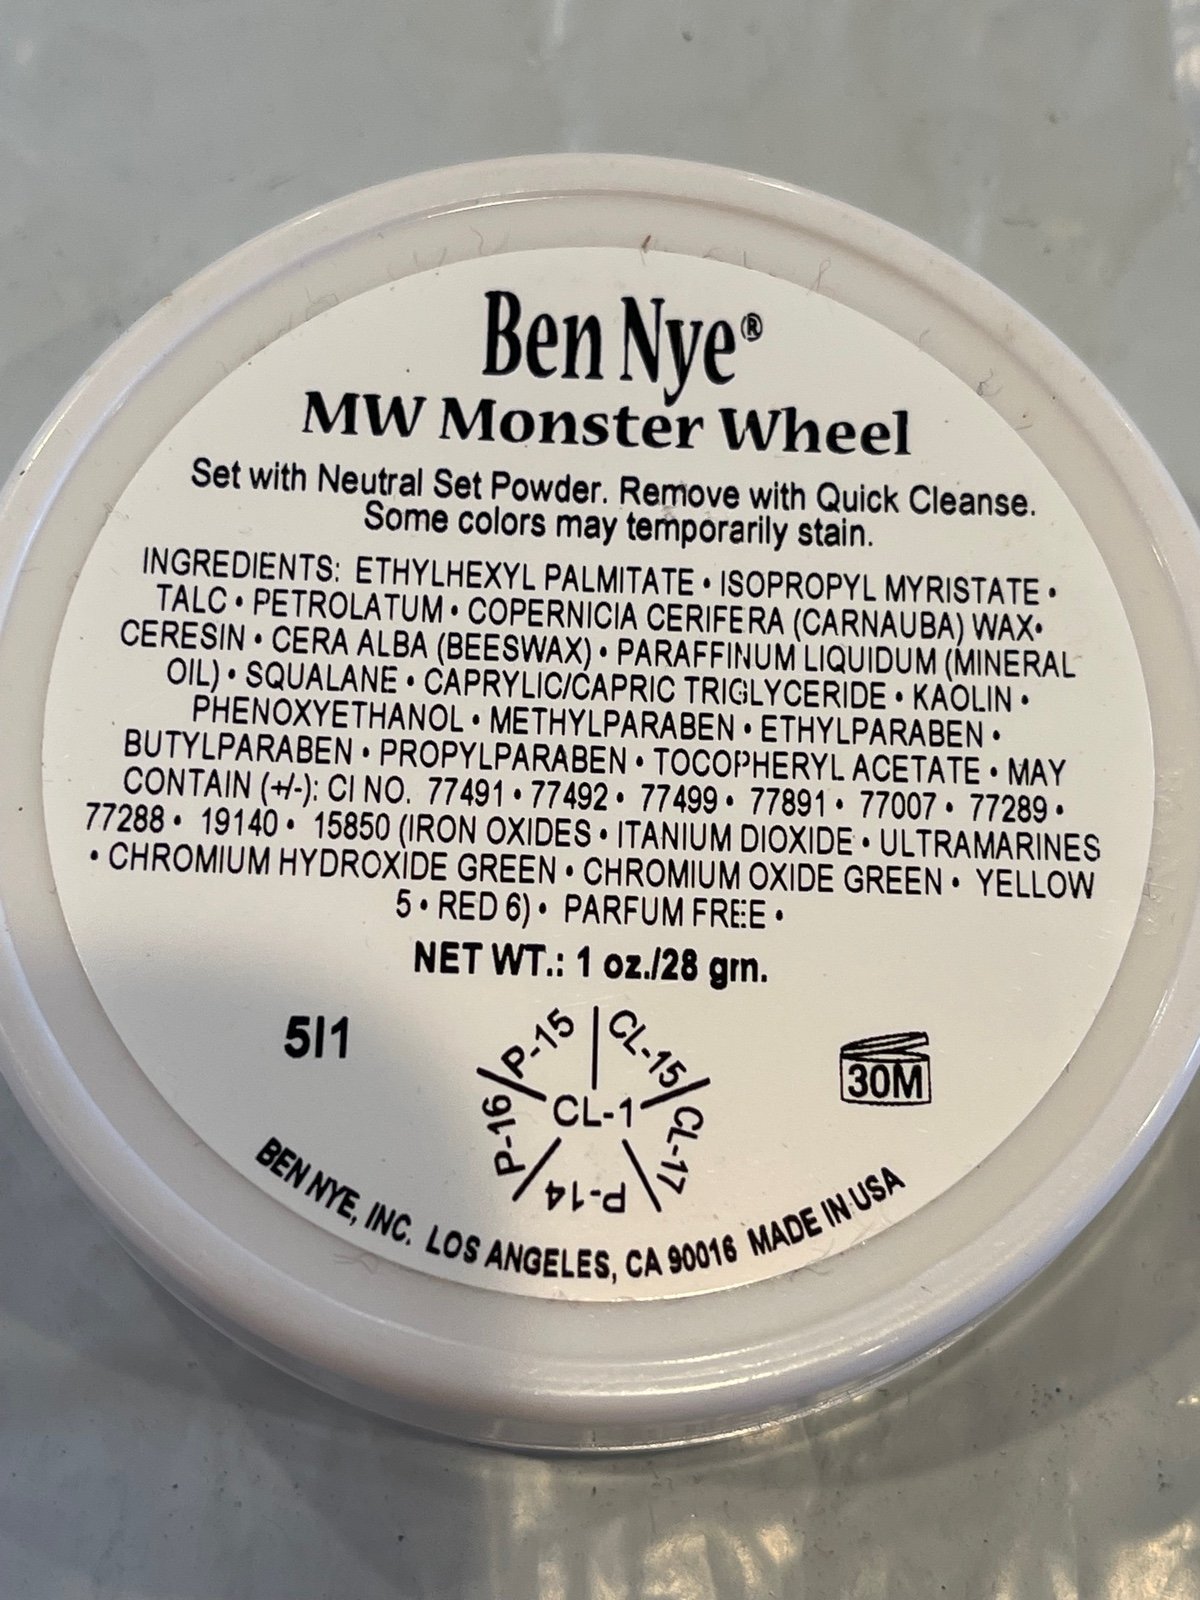 Ben Nye®
MW Monster Wheel
Set with Neutral Set Powder. Remove with Quick Cleanse.
Some colors may temporarily stain.
INGREDIENTS: ETHYLHEXYL PALMITATE • ISOPROPYL MYRISTATE •
TALC • PETROLATUM • COPERNICIA CERIFERA (CARNAUBA) WAX•
CERESIN • CERA ALBA (BEESWAX) • PARAFFINUM LIQUIDUM (MINERAL
OIL) • SQUALANE • CAPRYLIC/CAPRIC TRIGLYCERIDE • KAOLIN •
PHENOXYETHANOL • METHYLPARABEN • ETHYLPARABEN •
BUTYLPARABEN • PROPYLPARABEN • TOCOPHERYL ACETATE • MAY
CONTAIN (+/-): CI NO. 77491 • 77492 • 77499 • 77891 • 77007 • 77289 •
77288 • 19140 • 15850 (IRON OXIDES • ITANIUM DIOXIDE • ULTRAMARINES
• CHROMIUM HYDROXIDE GREEN • CHROMIUM OXIDE GREEN • YELLOW
5 • RED 6) • PARFUM FREE •
NET WT.: 1 oz./28 gm.
5I1
P-15
CL-15
P-16
CL-1
CL-17
P-14
30M
BEN NYE, INC. LOS ANGELES, CA 90016 MADE IN USA